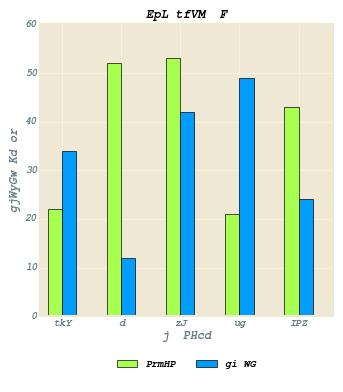 EpL tfVM  F
gjWyGw Kd or
60
50
40
30
20
10
0
tkY d zJ ug IPZ
j  PHcd
PrmHP gi WG